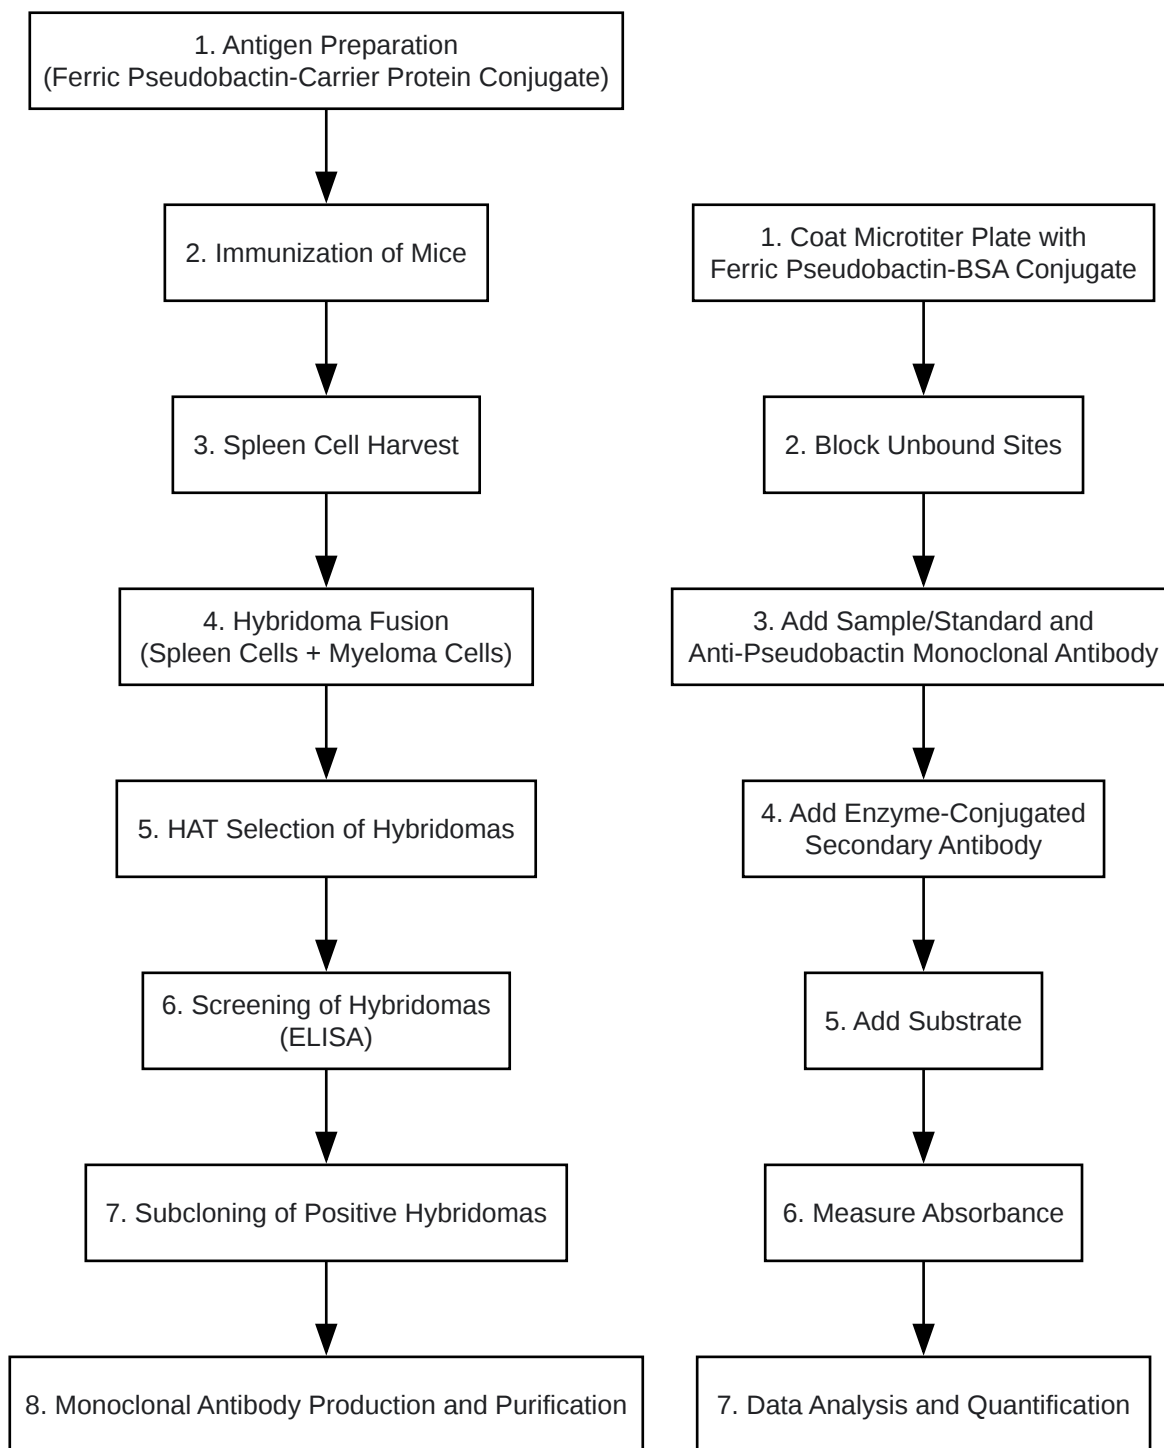 1. Antigen Preparation
(Ferric Pseudobactin-Carrier Protein Conjugate)
2. Immunization of Mice
3. Spleen Cell Harvest
4. Hybridoma Fusion
(Spleen Cells + Myeloma Cells)
5. HAT Selection of Hybridomas
6. Screening of Hybridomas
(ELISA)
7. Subcloning of Positive Hybridomas
8. Monoclonal Antibody Production and Purification
1. Coat Microtiter Plate with
Ferric Pseudobactin-BSA Conjugate
2. Block Unbound Sites
3. Add Sample/Standard and
Anti-Pseudobactin Monoclonal Antibody
4. Add Enzyme-Conjugated
Secondary Antibody
5. Add Substrate
6. Measure Absorbance
7. Data Analysis and Quantification